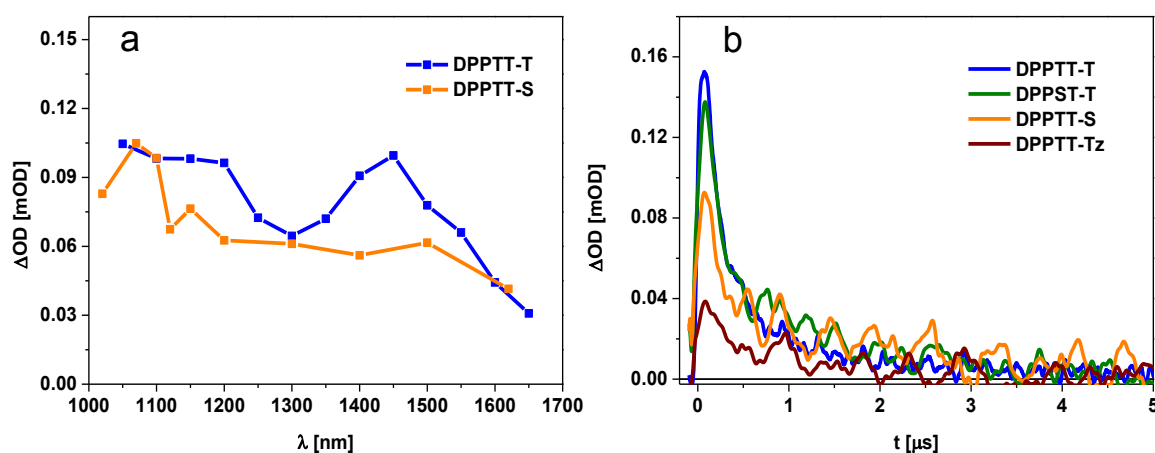 a
DPPTT-T
DPPTT-S
ΔOD [mOD]
0.15
0.12
0.09
0.06
0.03
0.00
1000 1100 1200 1300 1400 1500 1600 1700
λ [nm]
b
DPPTT-T
DPPST-T
DPPTT-S
DPPTT-Tz
ΔOD [mOD]
0.16
0.12
0.08
0.04
0.00
0 1 2 3 4 5
t [μs]